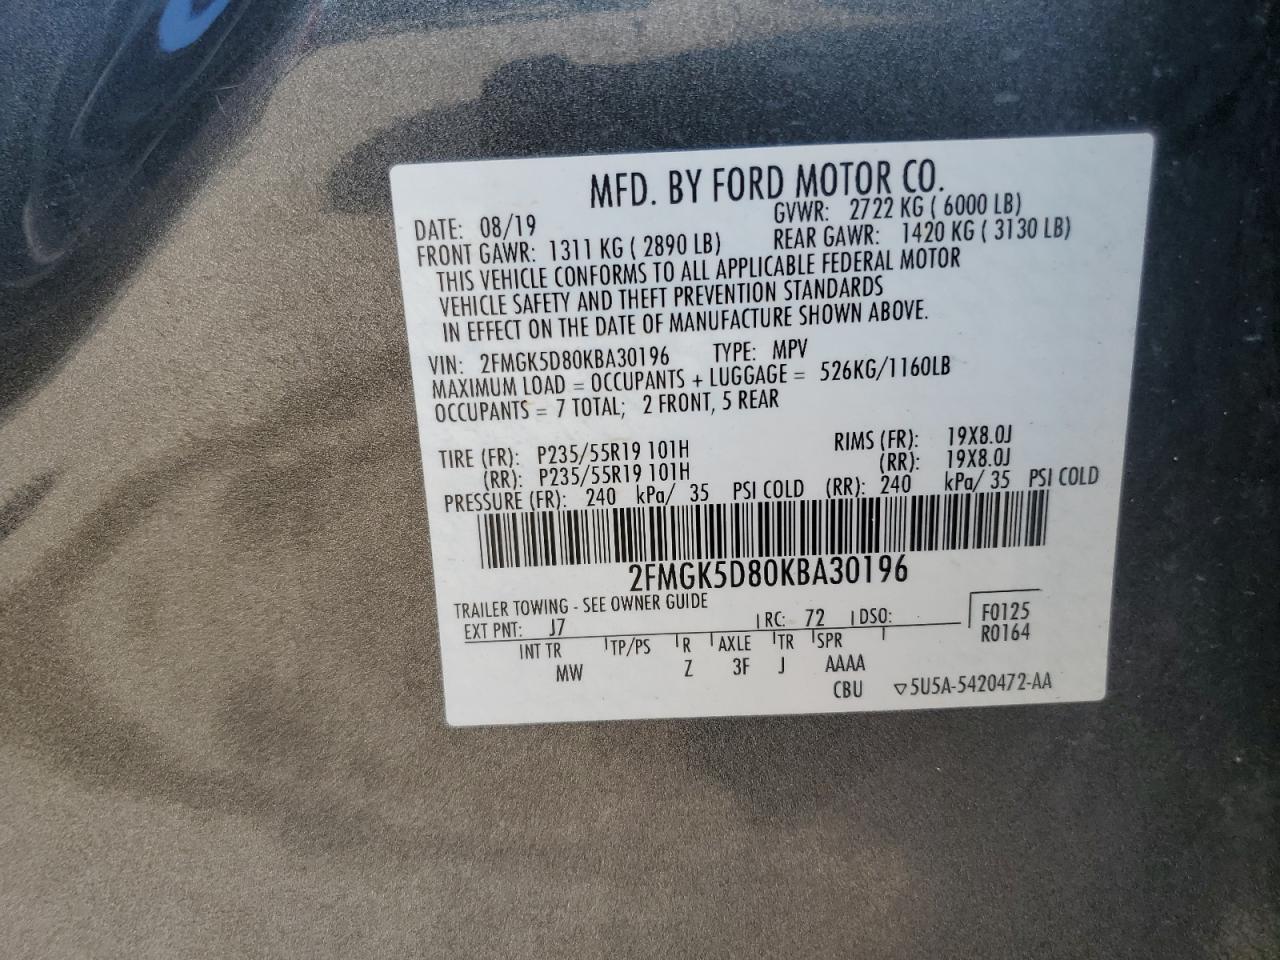 MFD. BY FORD MOTOR CO.
DATE: 08/19 GVWR: 2722 KG ( 6000 LB)
FRONT GAWR: 1311 KG ( 2890 LB) REAR GAWR: 1420 KG ( 3130 LB)
THIS VEHICLE CONFORMS TO ALL APPLICABLE FEDERAL MOTOR
VEHICLE SAFETY AND THEFT PREVENTION STANDARDS
IN EFFECT ON THE DATE OF MANUFACTURE SHOWN ABOVE.
VIN: 2FMGK5D80KBA30196 TYPE: MPV
MAXIMUM LOAD = OCCUPANTS + LUGGAGE = 526KG/1160LB
OCCUPANTS = 7 TOTAL; 2 FRONT, 5 REAR
TIRE (FR): P235/55R19 101H RIMS (FR): 19X8.0J
(RR): P235/55R19 101H (RR): 19X8.0J
PRESSURE (FR): 240 kPa/ 35 PSI COLD (RR): 240 kPa/ 35 PSI COLD
2FMGK5D80KBA30196
TRAILER TOWING - SEE OWNER GUIDE
EXT PNT: J7 RC: 72 DSO: F0125
INT TR TP/PS R AXLE TR SPR R0164
MW Z 3F J AAAA
CBU ▽5U5A-5420472-AA